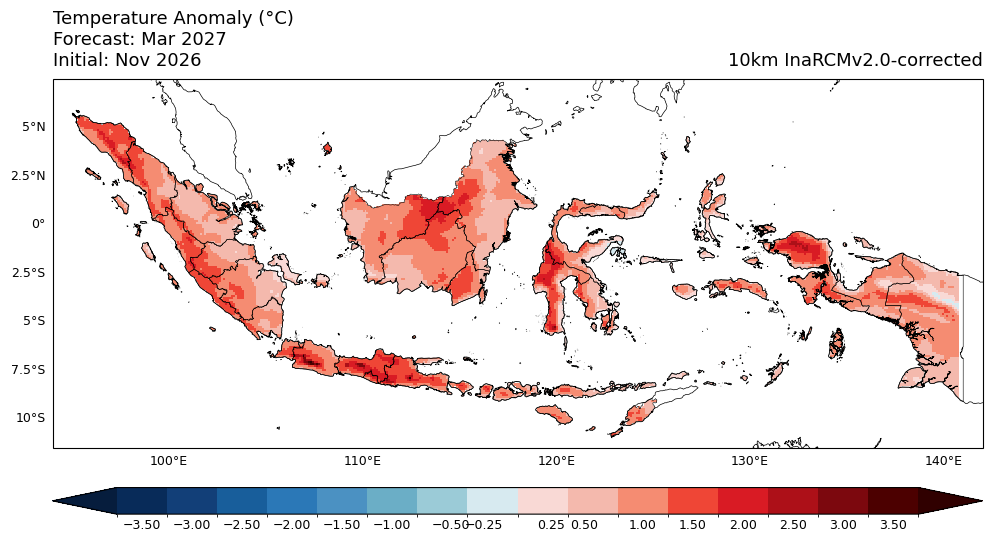 Temperature Anomaly (°C)
Forecast: Mar 2027
Initial: Nov 2026
10km InaRCMv2.0-corrected
5°N
2.5°N
0°
2.5°S
5°S
7.5°S
10°S
100°E 110°E 120°E 130°E 140°E
−3.50 −3.00 −2.50 −2.00 −1.50 −1.00 −0.50 −0.25 0.25 0.50 1.00 1.50 2.00 2.50 3.00 3.50